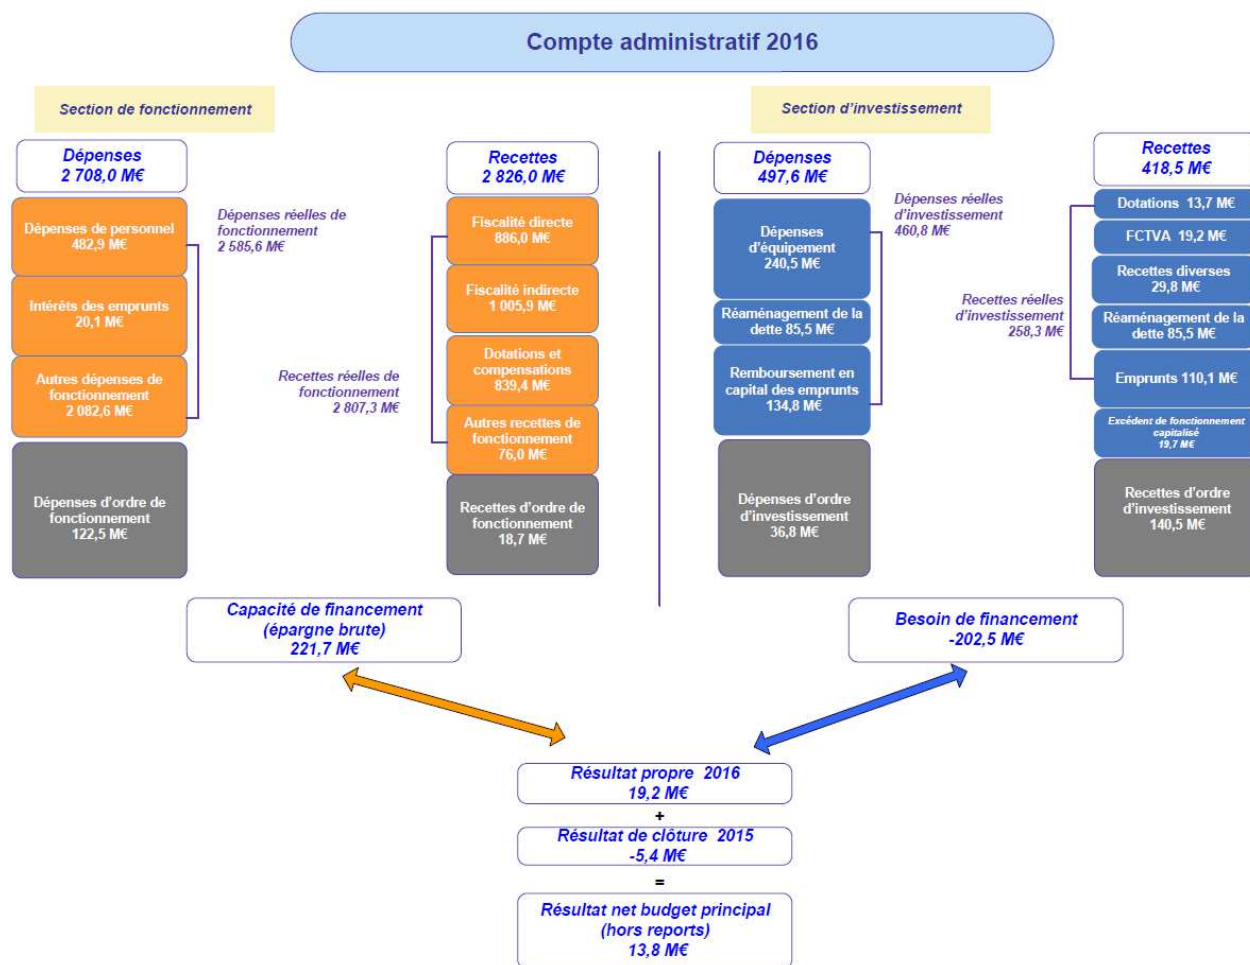 Compte administratif 2016
Section de fonctionnement
Dépenses
2 708,0 M€
Dépenses de personnel
482,9 M€
Intérêts des emprunts
20,1 M€
Autres dépenses de
fonctionnement
2 082,6 M€
Dépenses d'ordre de
fonctionnement
122,5 M€
Dépenses réelles de
fonctionnement
2 585,6 M€
Recettes
2 826,0 M€
Fiscalité directe
886,0 M€
Fiscalité indirecte
1 005,9 M€
Dotations et
compensations
839,4 M€
Autres recettes de
fonctionnement
76,0 M€
Recettes d'ordre de
fonctionnement
18,7 M€
Recettes réelles de
fonctionnement
2 807,3 M€
Section d'investissement
Dépenses
497,6 M€
Dépenses
d'équipement
240,5 M€
Réaménagement de la
dette 85,5 M€
Remboursement en
capital des emprunts
134,8 M€
Dépenses d'ordre
d'investissement
36,8 M€
Dépenses réelles
d'investissement
460,8 M€
Recettes
418,5 M€
Dotations 13,7 M€
FCTVA 19,2 M€
Recettes diverses
29,8 M€
Réaménagement de la
dette 85,5 M€
Emprunts 110,1 M€
Excédent de fonctionnement
capitalisé
19,7 M€
Recettes d'ordre
d'investissement
140,5 M€
Recettes réelles
d'investissement
258,3 M€
Capacité de financement
(épargne brute)
221,7 M€
Besoin de financement
-202,5 M€
Résultat propre 2016
19,2 M€
+
Résultat de clôture 2015
-5,4 M€
=
Résultat net budget principal
(hors reports)
13,8 M€